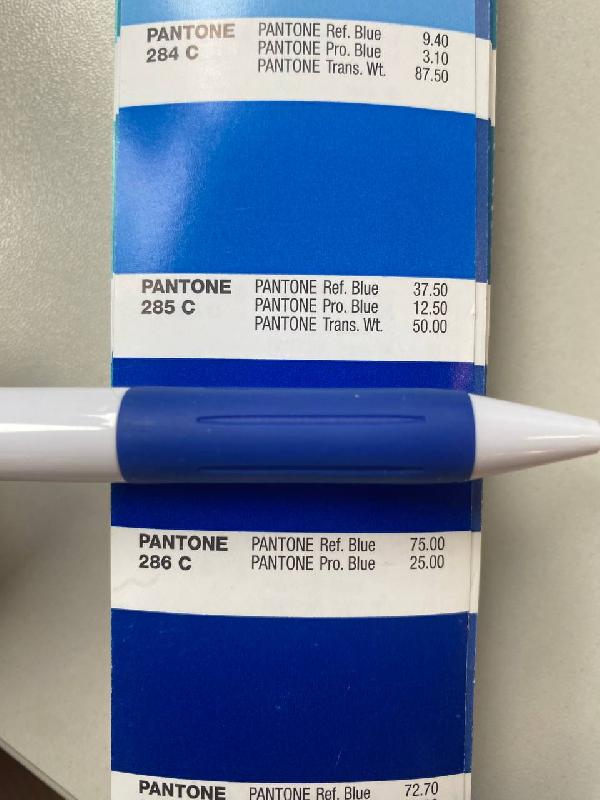 PANTONE 284 C
PANTONE Ref. Blue 9.40
PANTONE Pro. Blue 3.10
PANTONE Trans. Wt. 87.50
PANTONE 285 C
PANTONE Ref. Blue 37.50
PANTONE Pro. Blue 12.50
PANTONE Trans. Wt. 50.00
PANTONE 286 C
PANTONE Ref. Blue 75.00
PANTONE Pro. Blue 25.00
PANTONE
PANTONE Ref. Blue 72.70